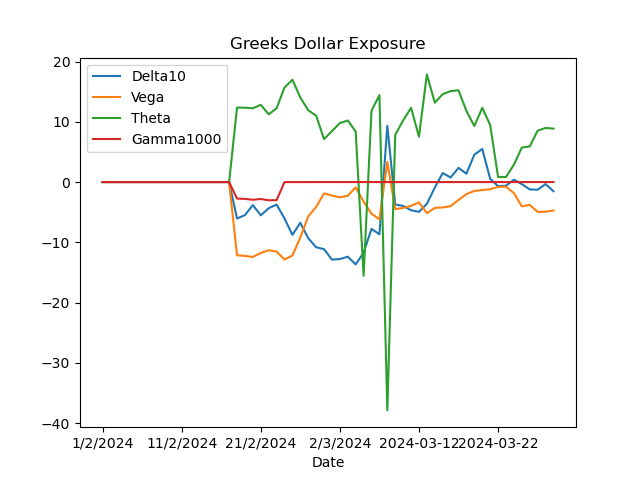 Greeks Dollar Exposure
Delta10
Vega
Theta
Gamma1000
20
10
0
−10
−20
−30
−40
1/2/2024 11/2/2024 21/2/2024 2/3/2024 2024-03-12 2024-03-22
Date